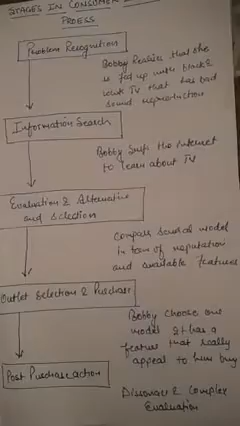 STAGES IN CONSUMER
PROESS
Problem Recognition
Bobby Realises that she
is fed up with black &
white TV that has bad
sound reproduction
Information Search
Bobby Surfs the internet
to learn about TV
Evaluation & Alternative
and selection
Compare several model
in term of reputation
and available features
Outlet Selection & Purchase
Bobby choose one
model It has a
feature that really
appeal to him buy
Post Purchase action
Dissonance & Complex
Evaluation